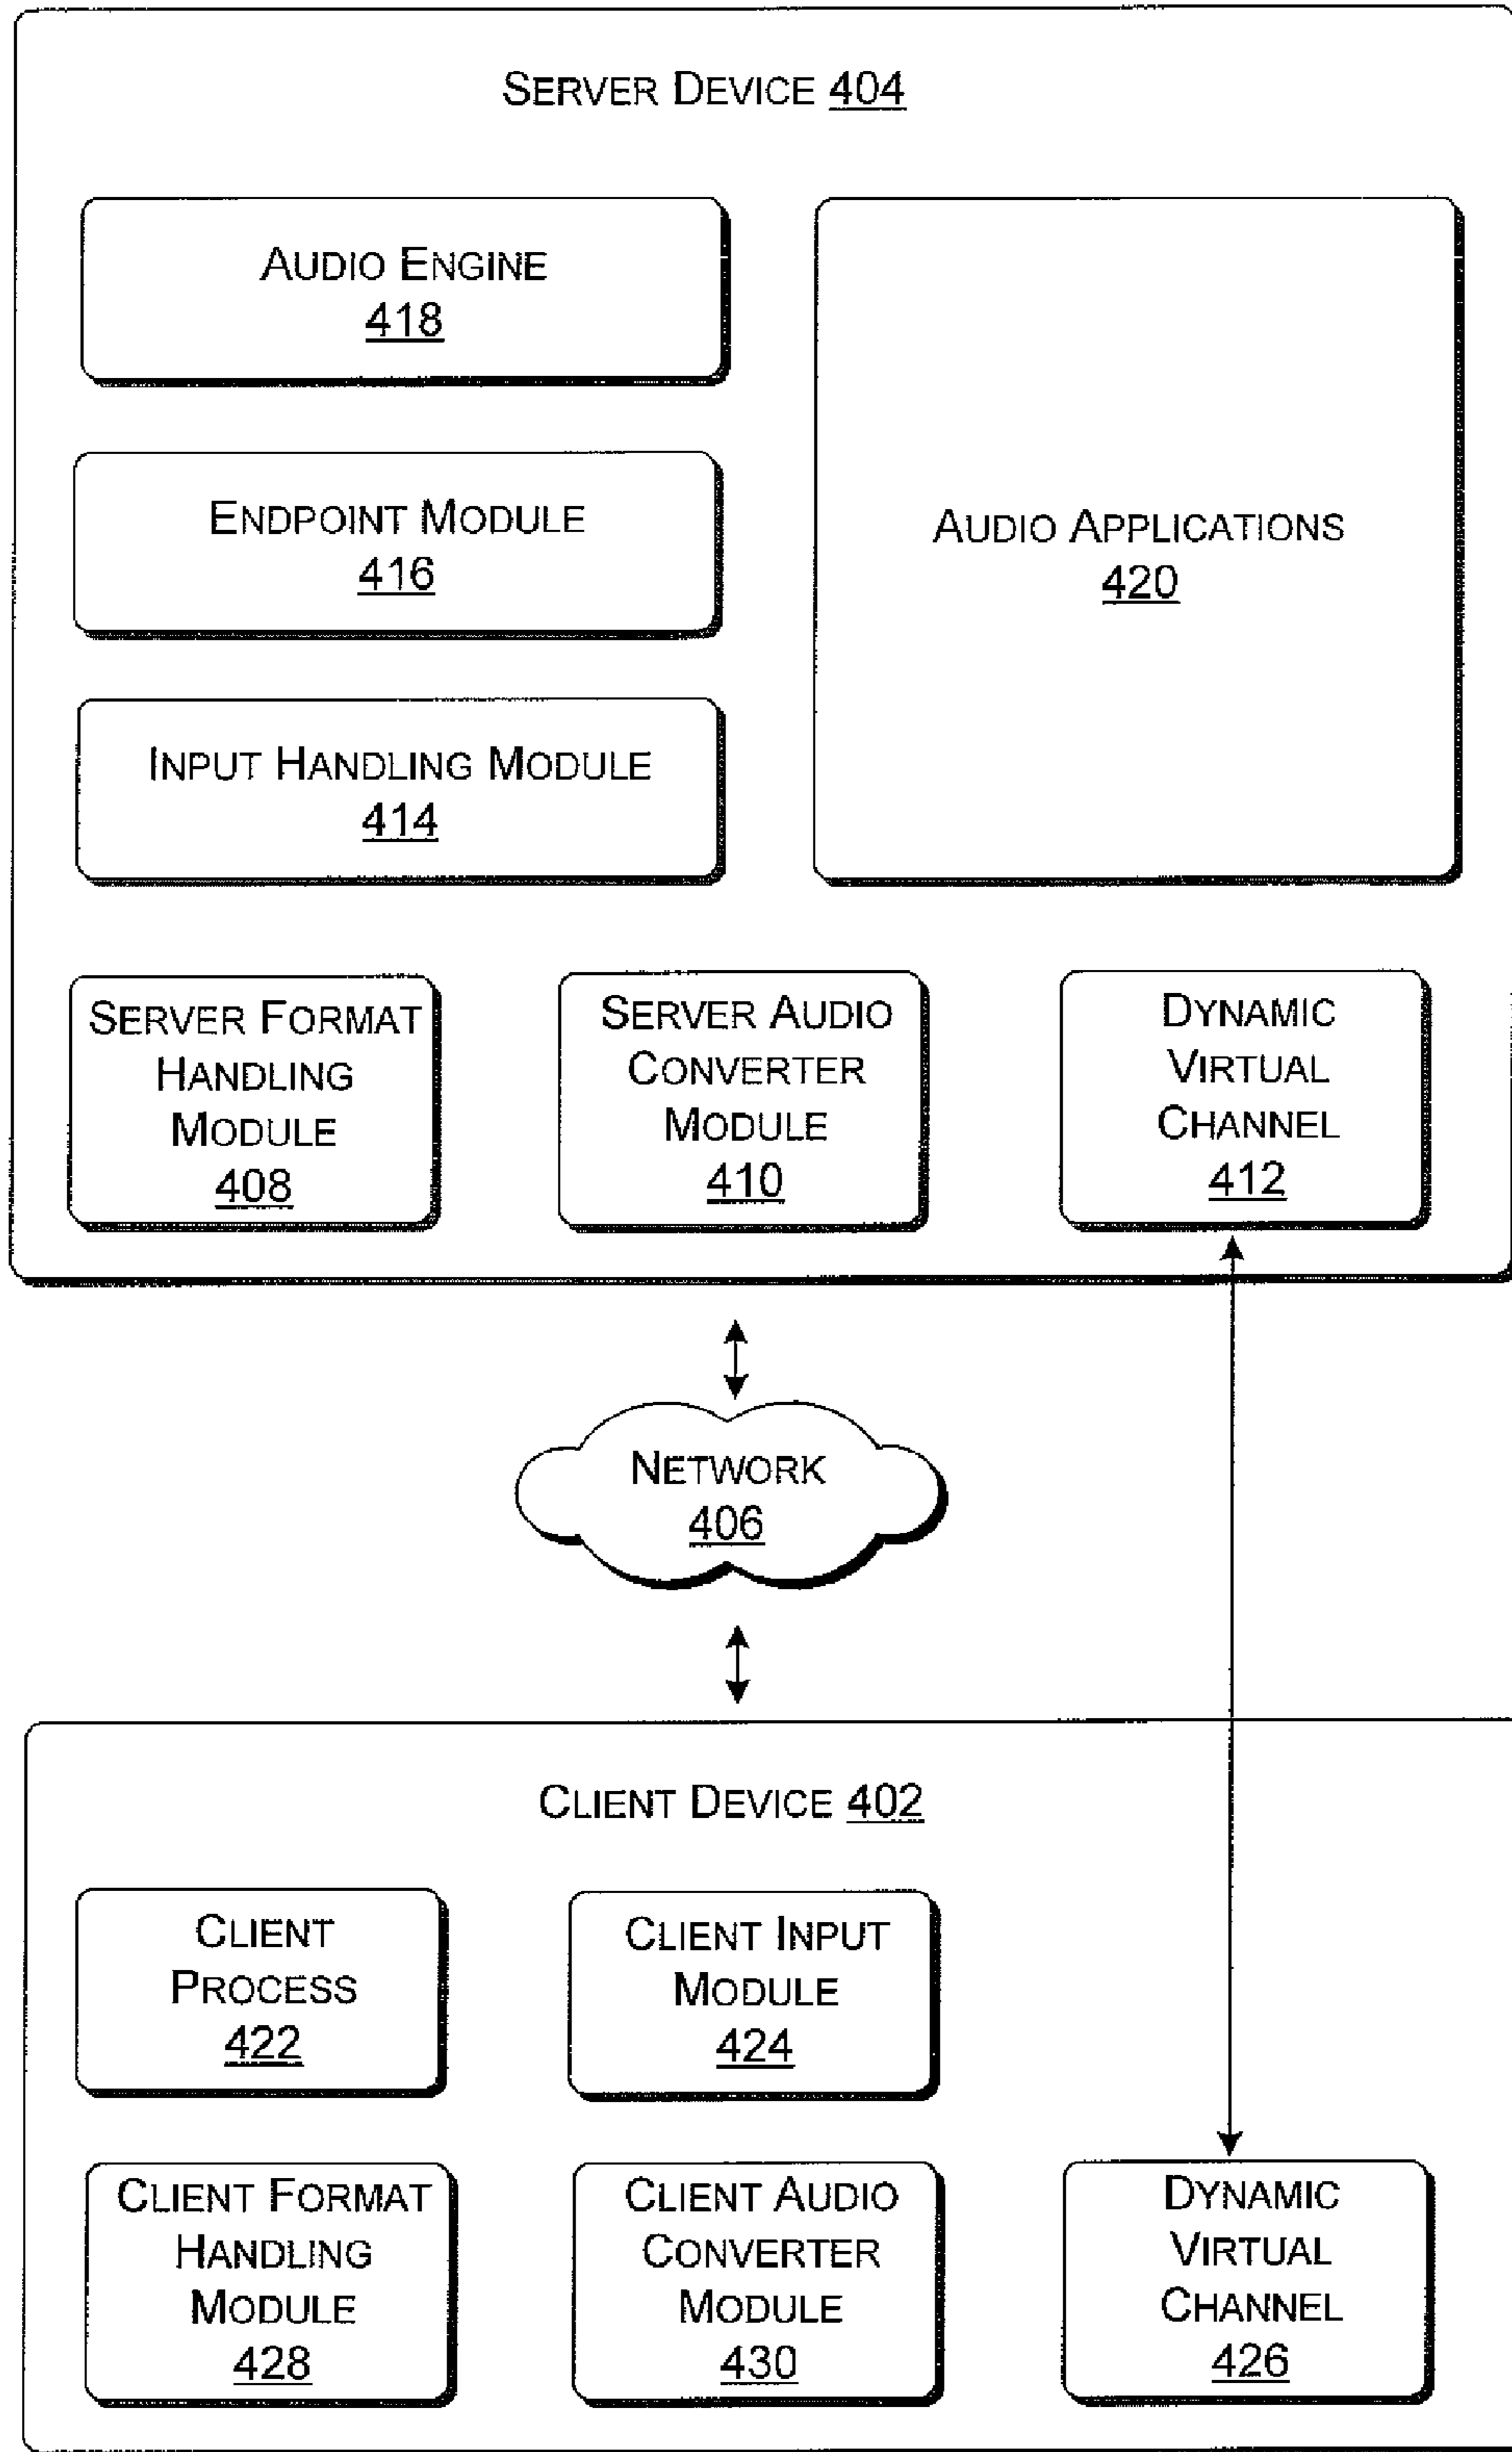 SERVER DEVICE 404
AUDIO ENGINE
418
ENDPOINT MODULE
416
INPUT HANDLING MODULE
414
AUDIO APPLICATIONS
420
SERVER FORMAT
HANDLING
MODULE
408
SERVER AUDIO
CONVERTER
MODULE
410
DYNAMIC
VIRTUAL
CHANNEL
412
NETWORK
406
CLIENT DEVICE 402
CLIENT
PROCESS
422
CLIENT INPUT
MODULE
424
CLIENT FORMAT
HANDLING
MODULE
428
CLIENT AUDIO
CONVERTER
MODULE
430
DYNAMIC
VIRTUAL
CHANNEL
426